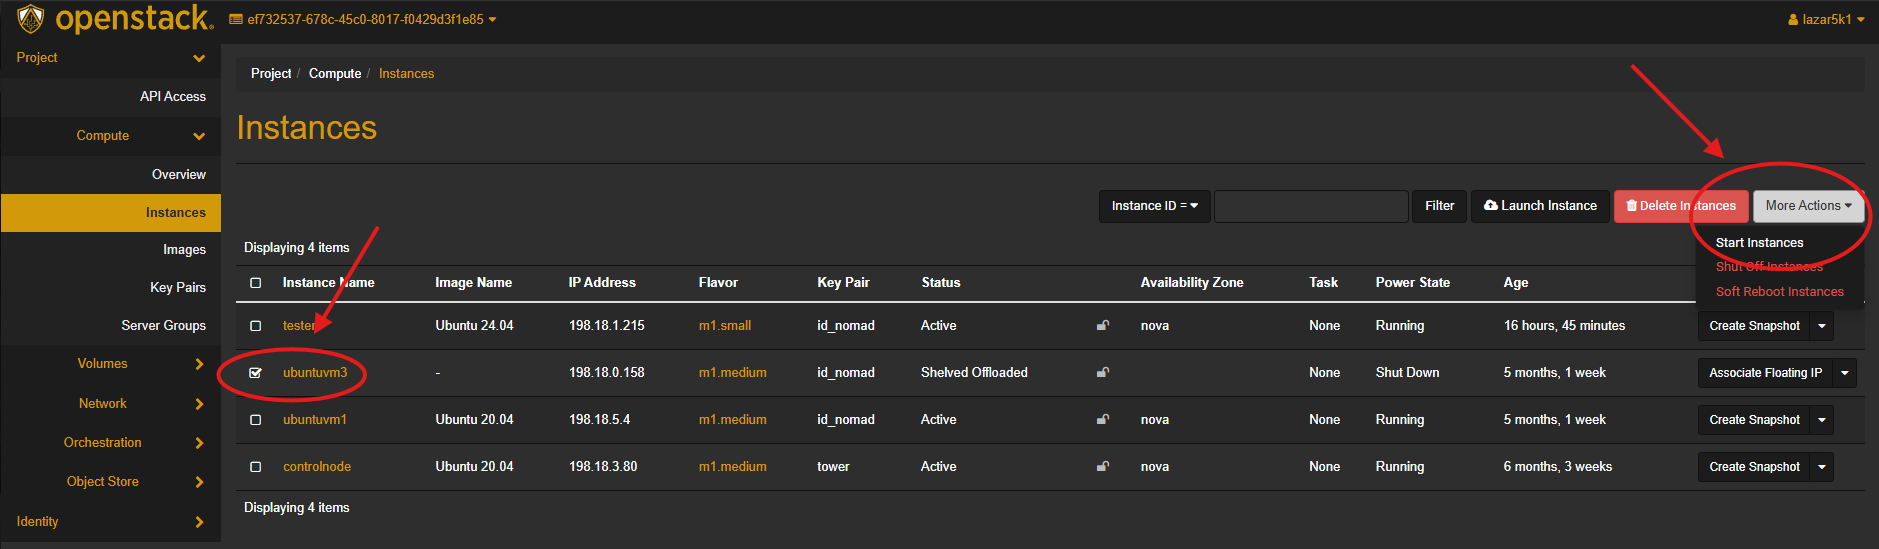 openstack.
ef732537-678c-45c0-8017-f0429d3f1e85
lazar5k1
Project
API Access
Compute
Overview
Instances
Images
Key Pairs
Server Groups
Volumes
Network
Orchestration
Object Store
Identity
Project / Compute / Instances
Instances
Instance ID = Filter Launch Instance Delete Instances More Actions
Start Instances
Shut Off Instances
Soft Reboot Instances
Displaying 4 items
Instance Name Image Name IP Address Flavor Key Pair Status Availability Zone Task Power State Age
tester Ubuntu 24.04 198.18.1.215 m1.small id_nomad Active nova None Running 16 hours, 45 minutes Create Snapshot
ubuntuvm3 - 198.18.0.158 m1.medium id_nomad Shelved Offloaded None Shut Down 5 months, 1 week Associate Floating IP
ubuntuvm1 Ubuntu 20.04 198.18.5.4 m1.medium id_nomad Active nova None Running 5 months, 1 week Create Snapshot
controlnode Ubuntu 20.04 198.18.3.80 m1.medium tower Active nova None Running 6 months, 3 weeks Create Snapshot
Displaying 4 items